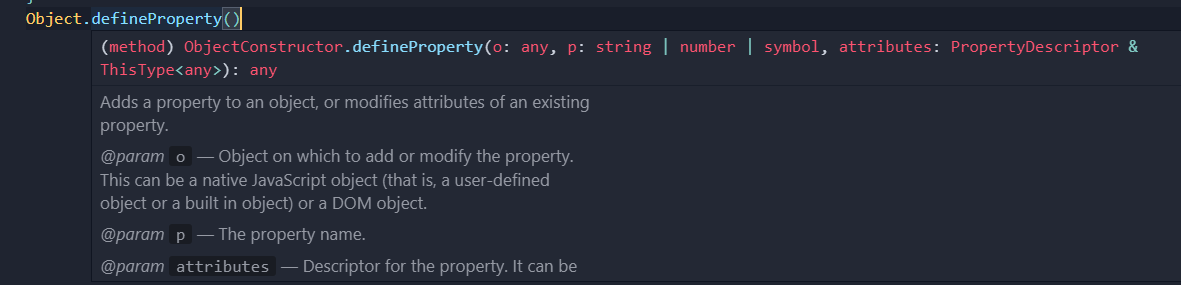 Object.defineProperty()
(method) ObjectConstructor.defineProperty(o: any, p: string | number | symbol, attributes: PropertyDescriptor &
ThisType<any>): any
Adds a property to an object, or modifies attributes of an existing
property.
@param o — Object on which to add or modify the property.
This can be a native JavaScript object (that is, a user-defined
object or a built in object) or a DOM object.
@param p — The property name.
@param attributes — Descriptor for the property. It can be